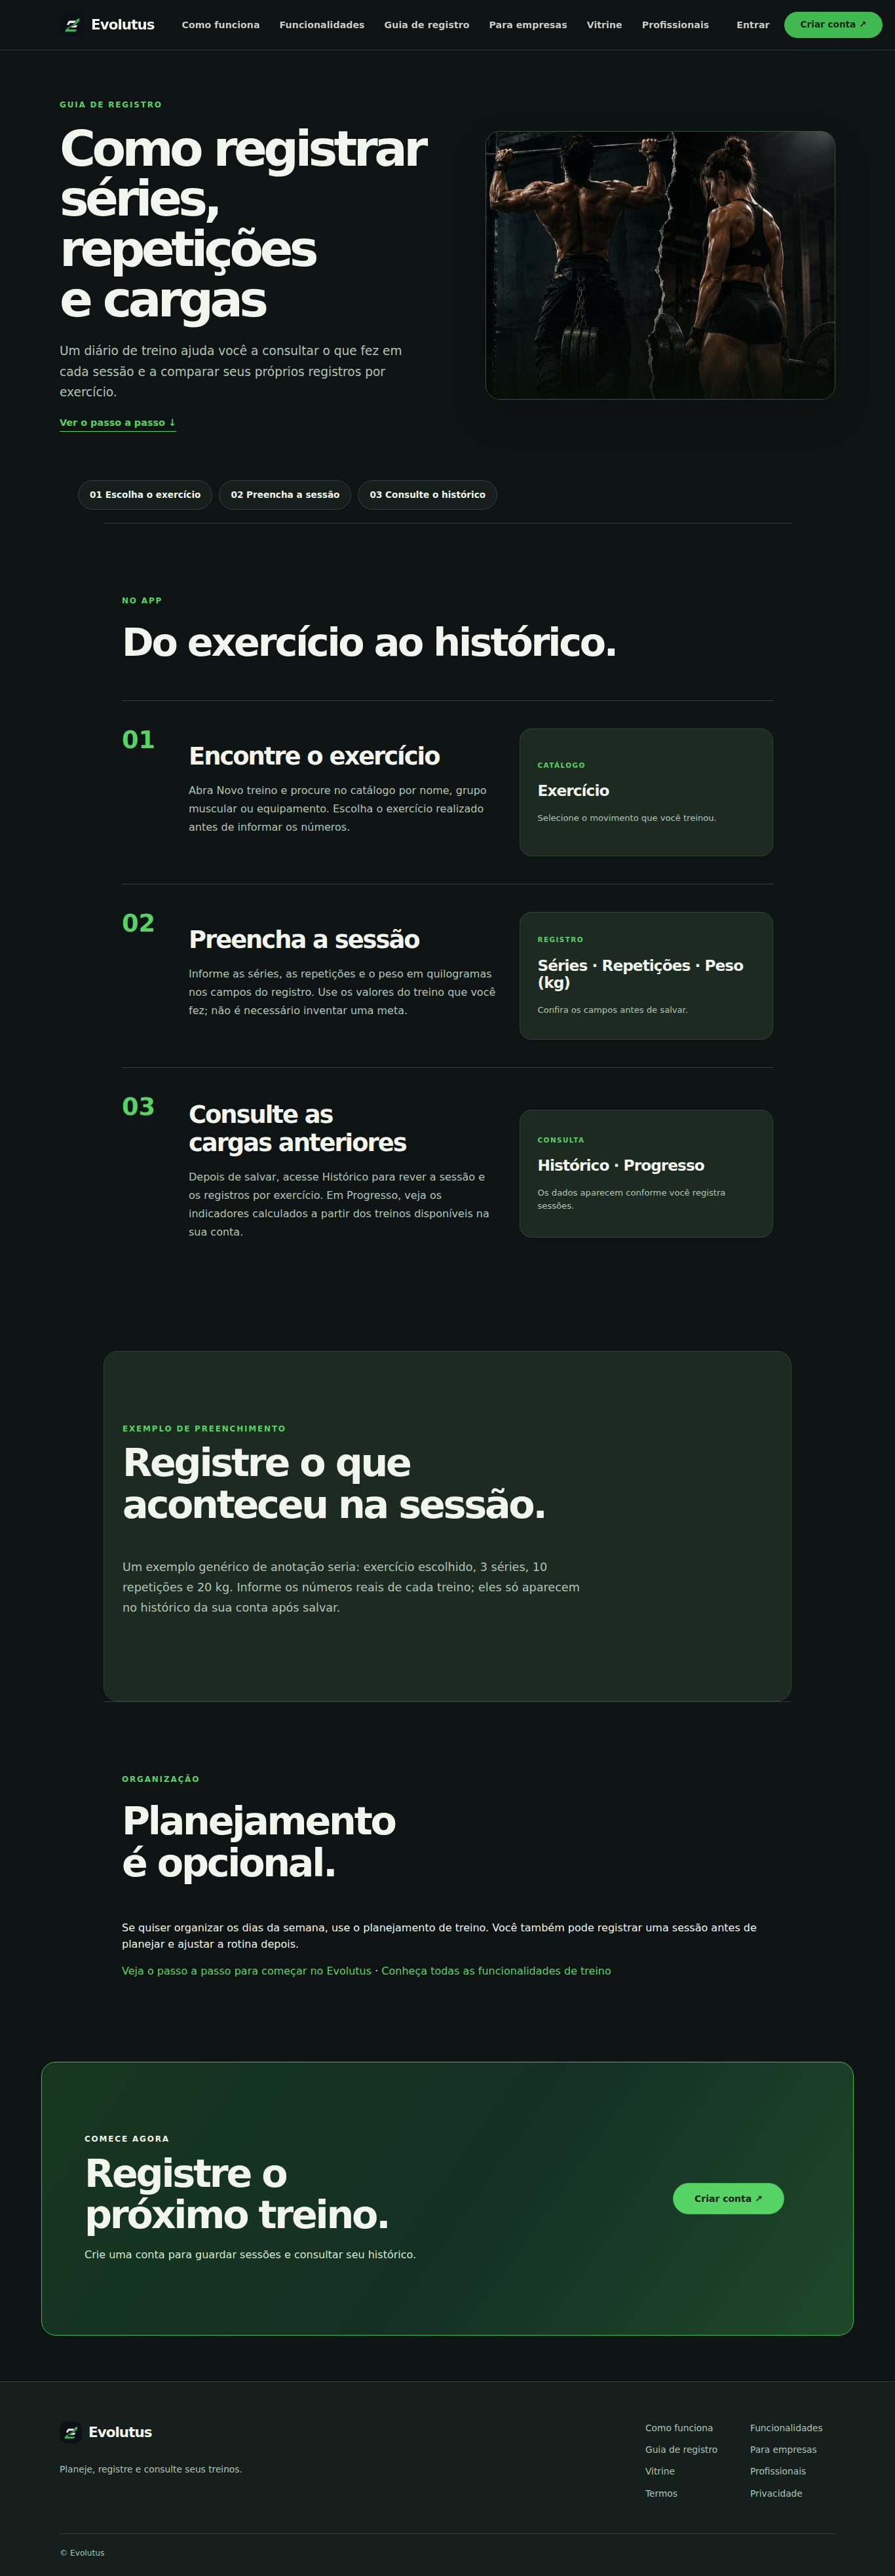 Evolutus
Como funciona
Funcionalidades
Guia de registro
Para empresas
Vitrine
Profissionais
Entrar
Criar conta ↗
GUIA DE REGISTRO
Como registrar
séries,
repetições
e cargas
Um diário de treino ajuda você a consultar o que fez em
cada sessão e a comparar seus próprios registros por
exercício.
Ver o passo a passo ↓
01 Escolha o exercício
02 Preencha a sessão
03 Consulte o histórico
NO APP
Do exercício ao histórico.
01
Encontre o exercício
Abra Novo treino e procure no catálogo por nome, grupo
muscular ou equipamento. Escolha o exercício realizado
antes de informar os números.
CATÁLOGO
Exercício
Selecione o movimento que você treinou.
02
Preencha a sessão
Informe as séries, as repetições e o peso em quilogramas
nos campos do registro. Use os valores do treino que você
fez; não é necessário inventar uma meta.
REGISTRO
Séries · Repetições · Peso
(kg)
Confira os campos antes de salvar.
03
Consulte as
cargas anteriores
Depois de salvar, acesse Histórico para rever a sessão e
os registros por exercício. Em Progresso, veja os
indicadores calculados a partir dos treinos disponíveis na
sua conta.
CONSULTA
Histórico · Progresso
Os dados aparecem conforme você registra
sessões.
EXEMPLO DE PREENCHIMENTO
Registre o que
aconteceu na sessão.
Um exemplo genérico de anotação seria: exercício escolhido, 3 séries, 10
repetições e 20 kg. Informe os números reais de cada treino; eles só aparecem
no histórico da sua conta após salvar.
ORGANIZAÇÃO
Planejamento
é opcional.
Se quiser organizar os dias da semana, use o planejamento de treino. Você também pode registrar uma sessão antes de
planejar e ajustar a rotina depois.
Veja o passo a passo para começar no Evolutus · Conheça todas as funcionalidades de treino
COMECE AGORA
Registre o
próximo treino.
Crie uma conta para guardar sessões e consultar seu histórico.
Criar conta ↗
Evolutus
Planeje, registre e consulte seus treinos.
Como funciona
Funcionalidades
Guia de registro
Para empresas
Vitrine
Profissionais
Termos
Privacidade
© Evolutus